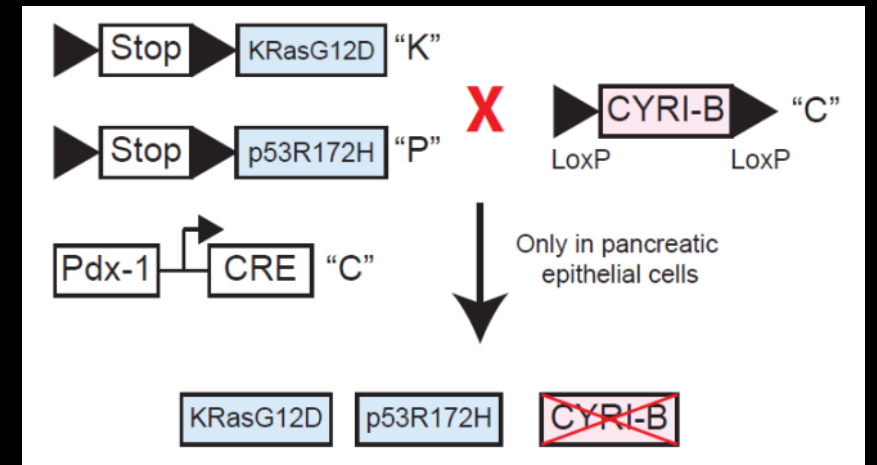 Stop KRasG12D “K”
X
CYRI-B “C”
LoxP LoxP
Stop p53R172H “P”
Pdx-1 CRE “C”
Only in pancreatic
epithelial cells
KRasG12D p53R172H CYRI-B